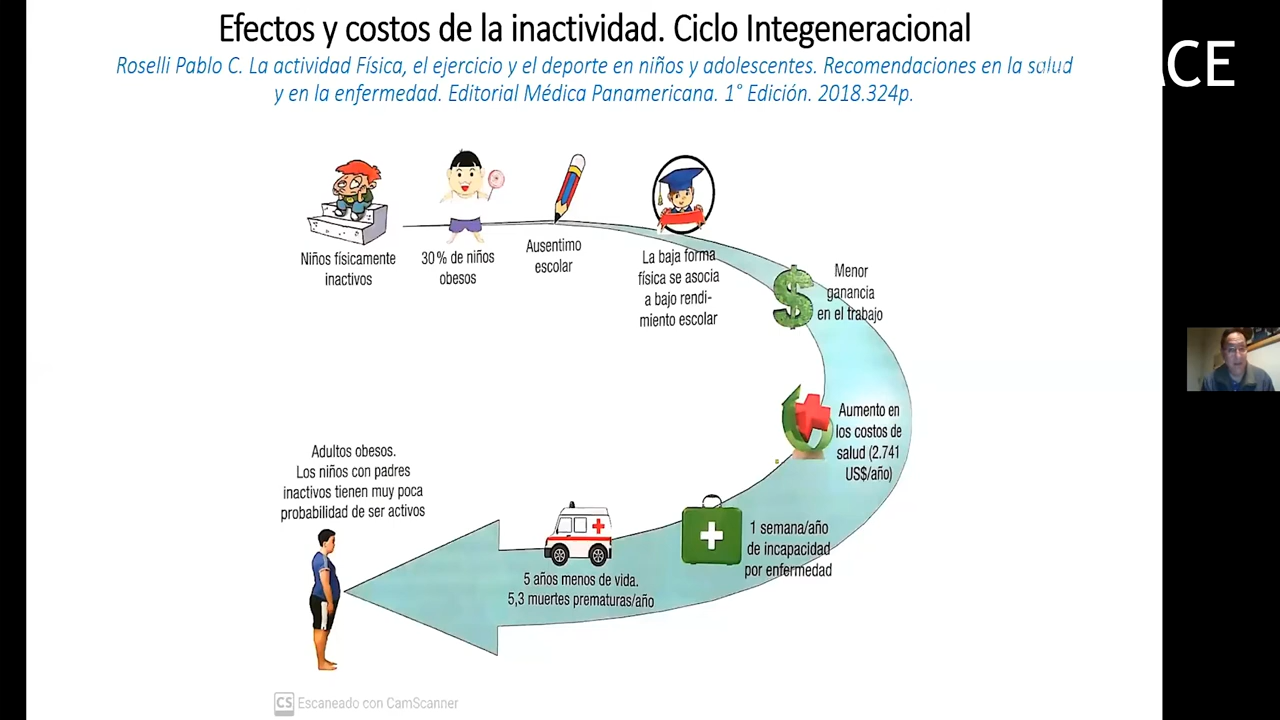 Efectos y costos de la inactividad. Ciclo Integeneracional
Roselli Pablo C. La actividad Física, el ejercicio y el deporte en niños y adolescentes. Recomendaciones en la salud
y en la enfermedad. Editorial Médica Panamericana. 1° Edición. 2018.324p.
ACE
Niños físicamente
inactivos
30% de niños
obesos
Ausentimo
escolar
La baja forma
física se asocia
a bajo rendi-
miento escolar
Menor
ganancia
en el trabajo
$
Aumento en
los costos de
salud (2.741
US$/año)
1 semana/año
de incapacidad
por enfermedad
5 años menos de vida.
5,3 muertes prematuras/año
Adultos obesos.
Los niños con padres
inactivos tienen muy poca
probabilidad de ser activos
CS Escaneado con CamScanner